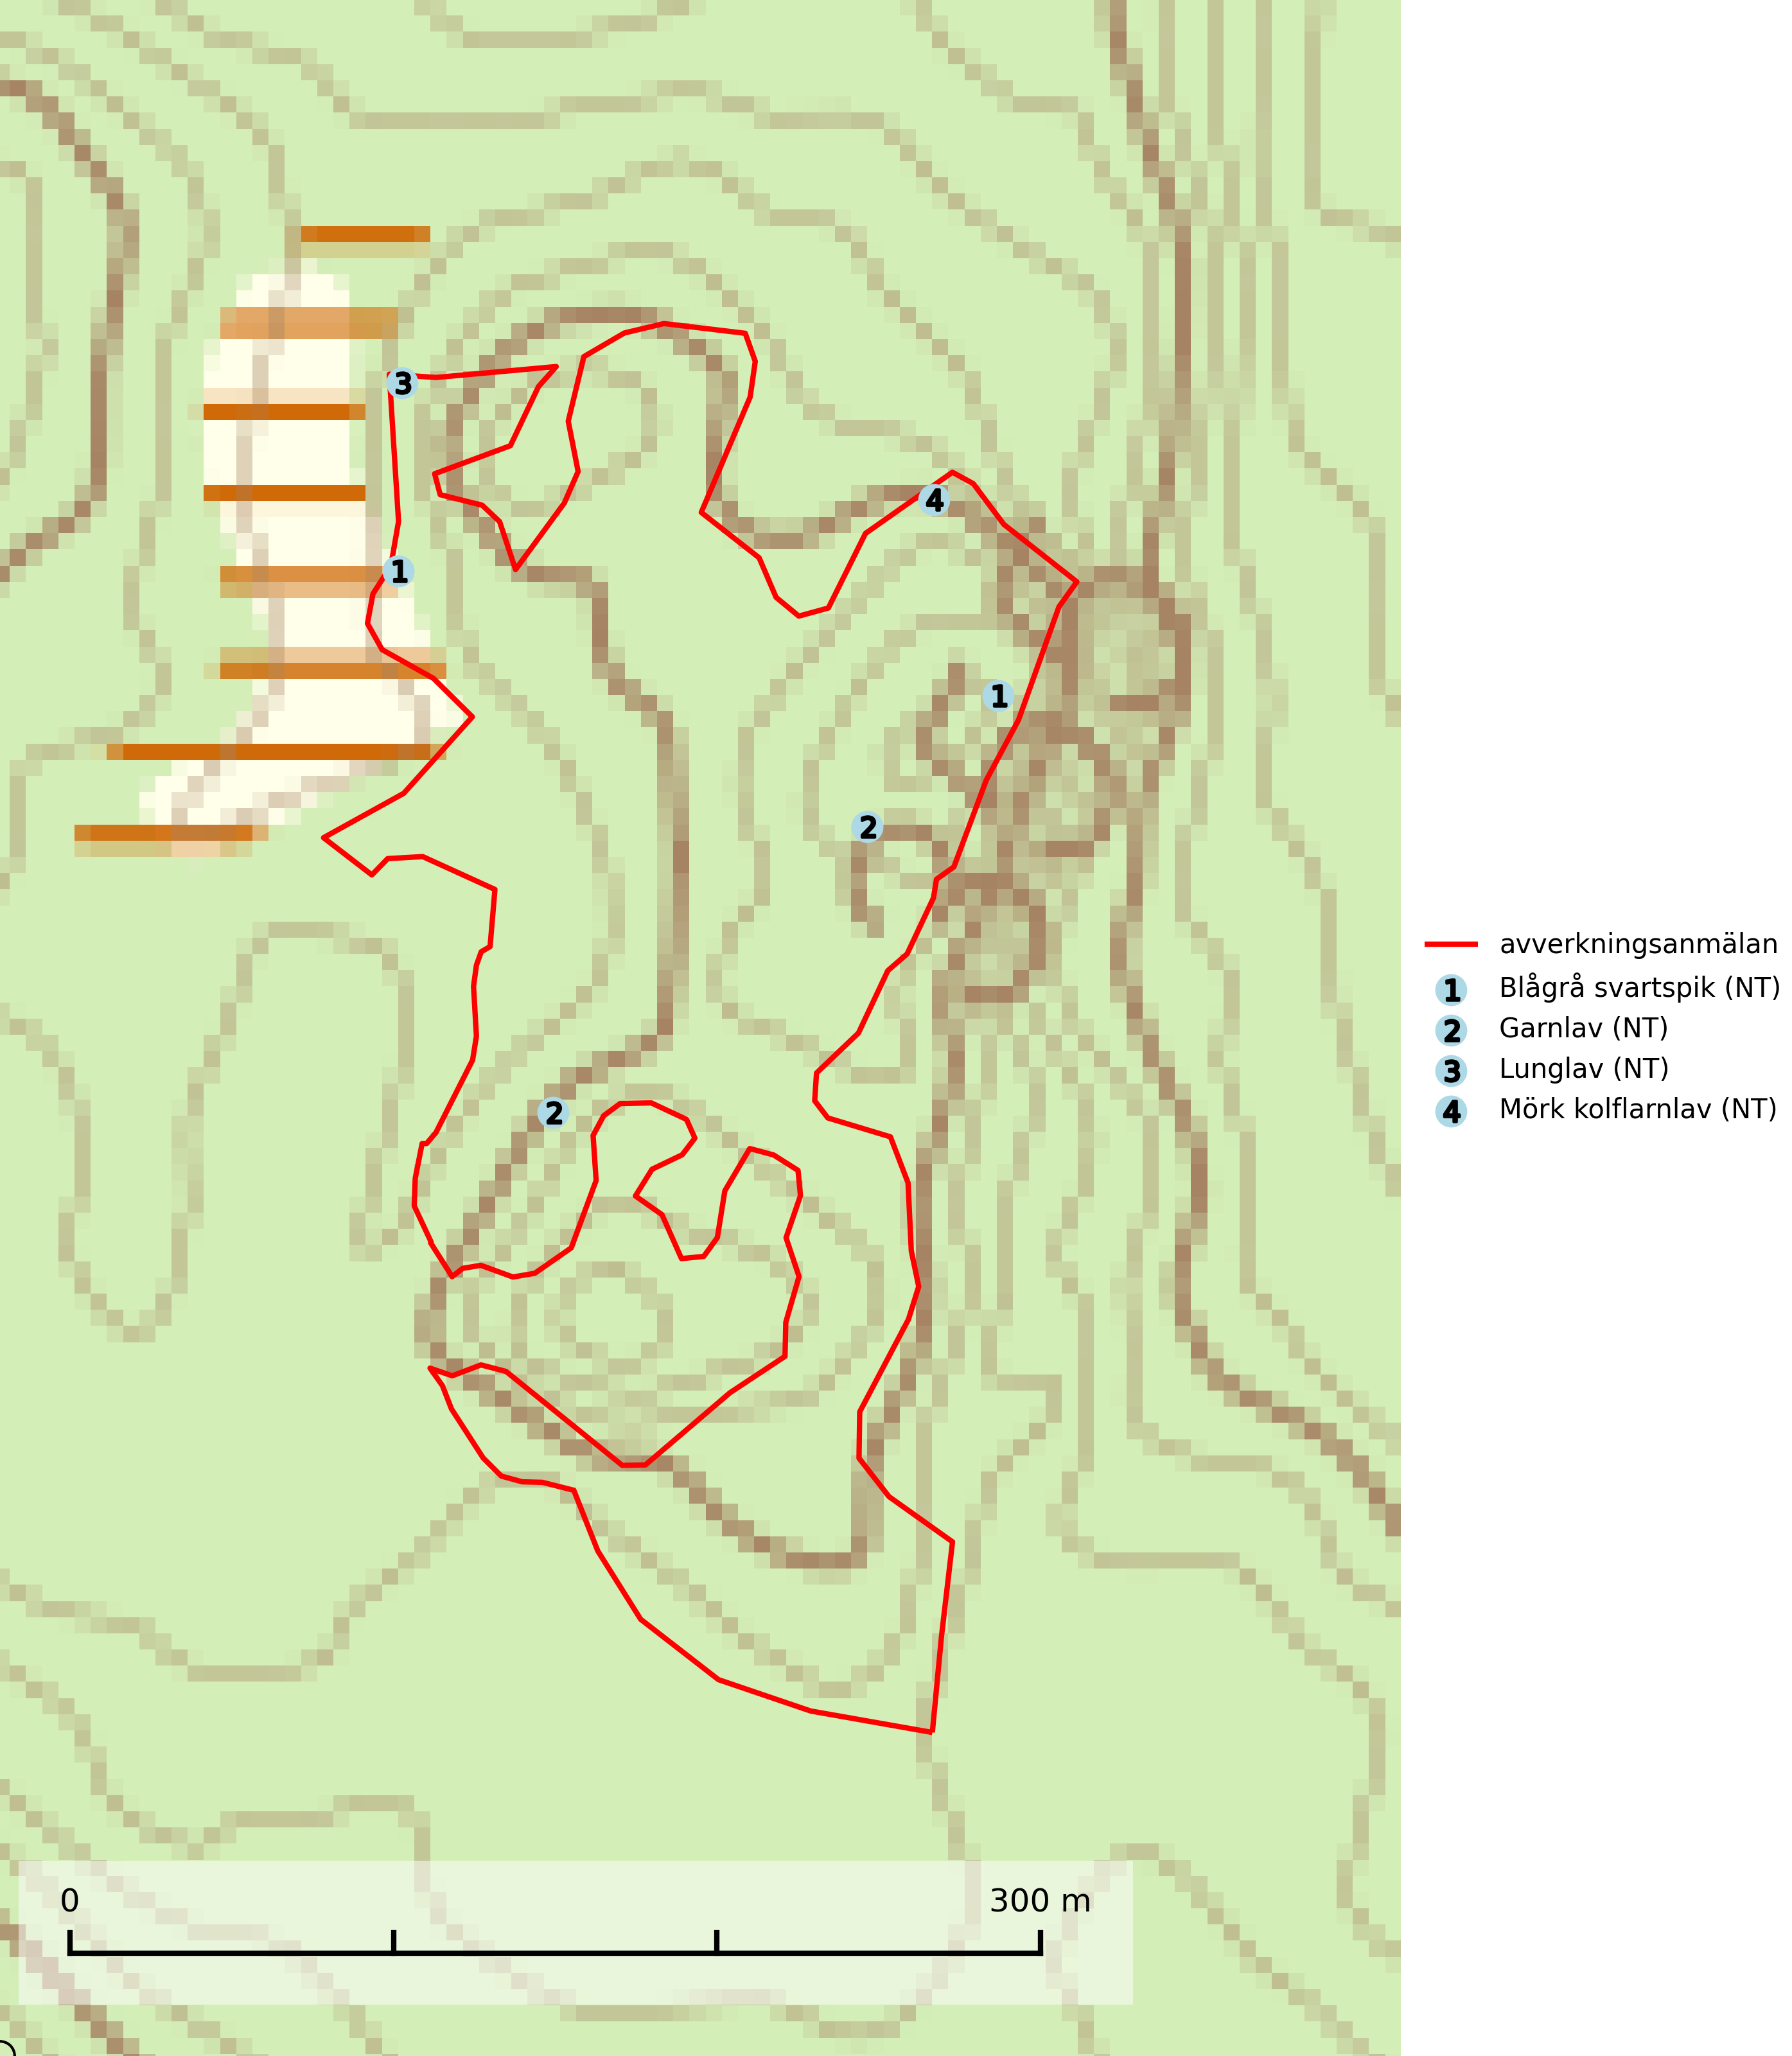 3
4
1
1
2
2
avverkningsanmälan
1 Blågrå svartspik (NT)
2 Garnlav (NT)
3 Lunglav (NT)
4 Mörk kolflarnlav (NT)
0 300 m